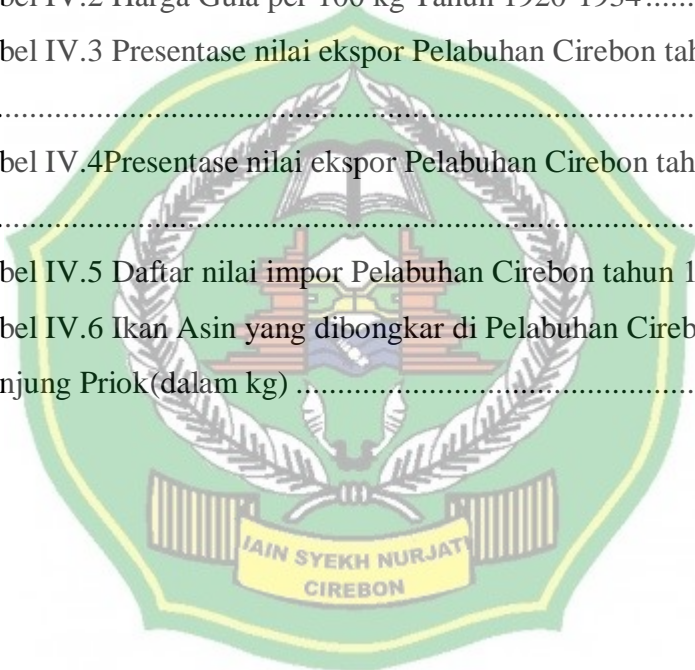 bel IV.2 Harga Gula per 100 kg Tahun 1920-1934......
bel IV.3 Presentase nilai ekspor Pelabuhan Cirebon tah
................................................................................
bel IV.4Presentase nilai ekspor Pelabuhan Cirebon tah
................................................................................
bel IV.5 Daftar nilai impor Pelabuhan Cirebon tahun 1
bel IV.6 Ikan Asin yang dibongkar di Pelabuhan Cireb
njung Priok(dalam kg) .............................................
IAIN SYEKH NURJATI
CIREBON